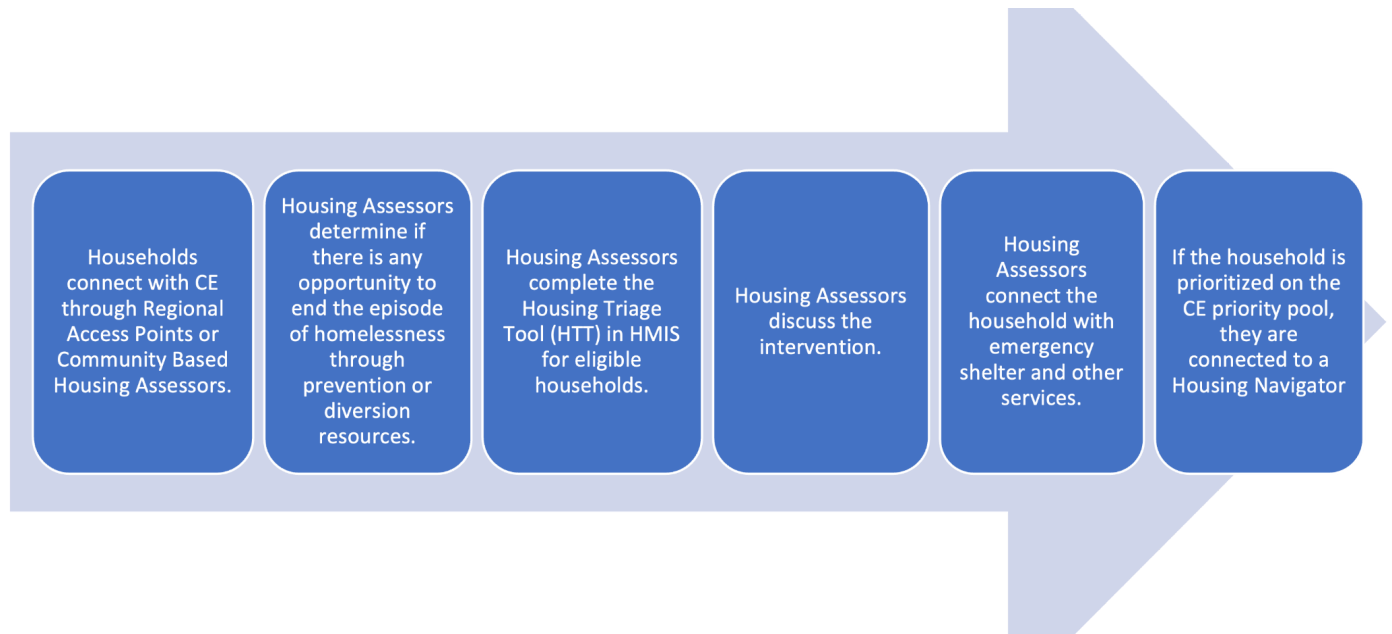 Households
connect with CE
through Regional
Access Points or
Community Based
Housing Assessors.
Housing Assessors
determine if
there is any
opportunity to
end the episode
of homelessness
through
prevention or
diversion
resources.
Housing Assessors
complete the
Housing Triage
Tool (HTT) in HMIS
for eligible
households.
Housing Assessors
discuss the
intervention.
Housing
Assessors
connect the
household with
emergency
shelter and other
services.
If the household is
prioritized on the
CE priority pool,
they are
connected to a
Housing Navigator